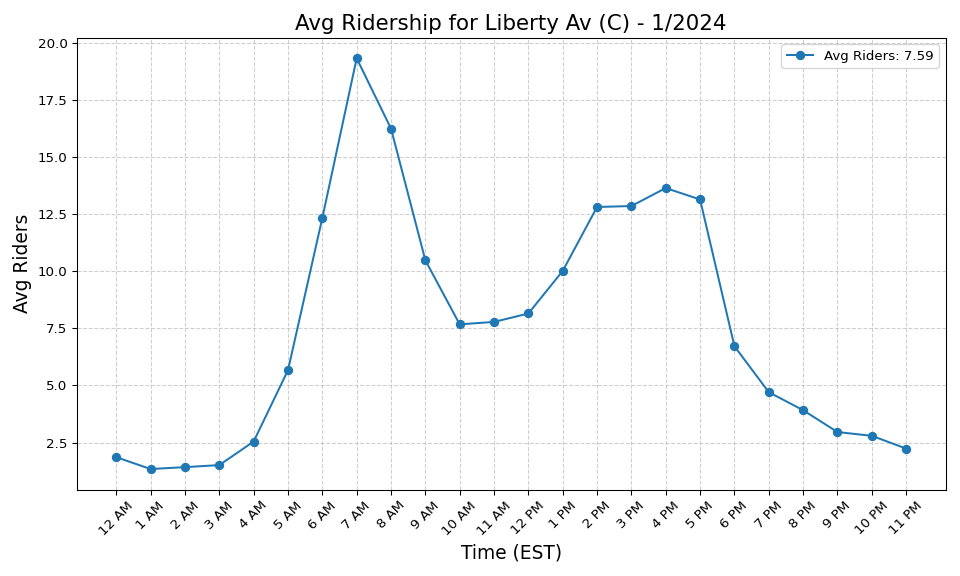 Avg Ridership for Liberty Av (C) - 1/2024
Avg Riders: 7.59
Avg Riders
20.0
17.5
15.0
12.5
10.0
7.5
5.0
2.5
12 AM
1 AM
2 AM
3 AM
4 AM
5 AM
6 AM
7 AM
8 AM
9 AM
10 AM
11 AM
12 PM
1 PM
2 PM
3 PM
4 PM
5 PM
6 PM
7 PM
8 PM
9 PM
10 PM
11 PM
Time (EST)